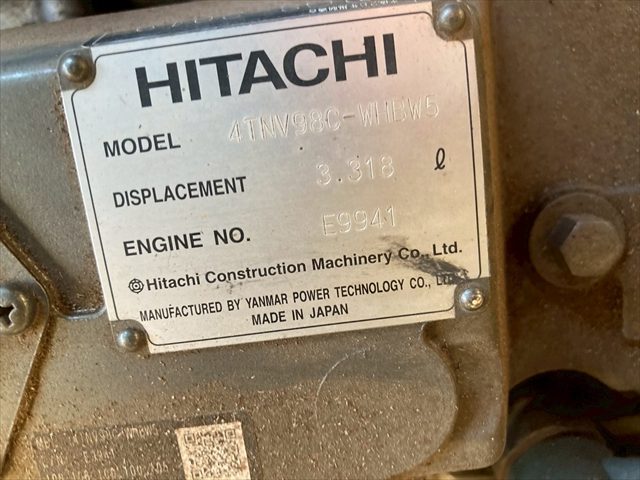 HITACHI
MODEL 4TNV98C-WHBW5
DISPLACEMENT 3.318 ℓ
ENGINE NO. E9941
Hitachi Construction Machinery Co., Ltd.
MANUFACTURED BY YANMAR POWER TECHNOLOGY CO., LTD.
MADE IN JAPAN